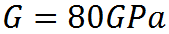 G = 80GPa